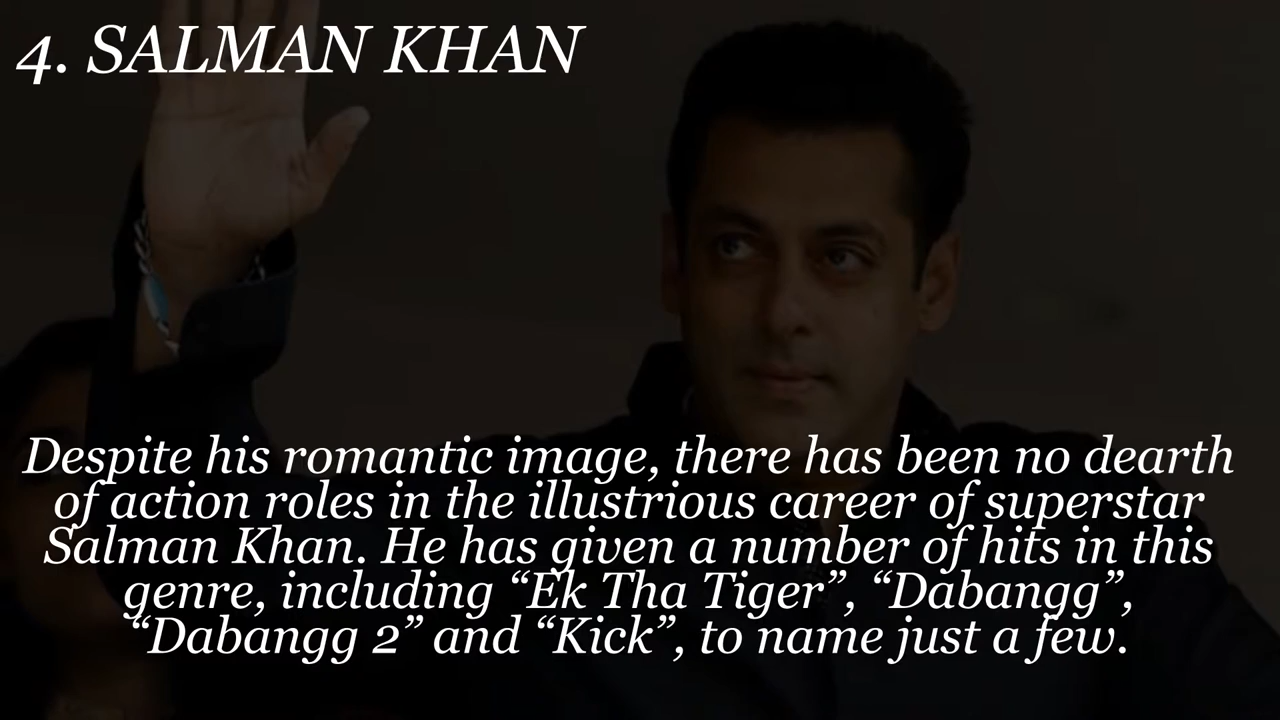 4. SALMAN KHAN
Despite his romantic image, there has been no dearth
of action roles in the illustrious career of superstar
Salman Khan. He has given a number of hits in this
genre, including “Ek Tha Tiger”, “Dabangg”,
“Dabangg 2” and “Kick”, to name just a few.